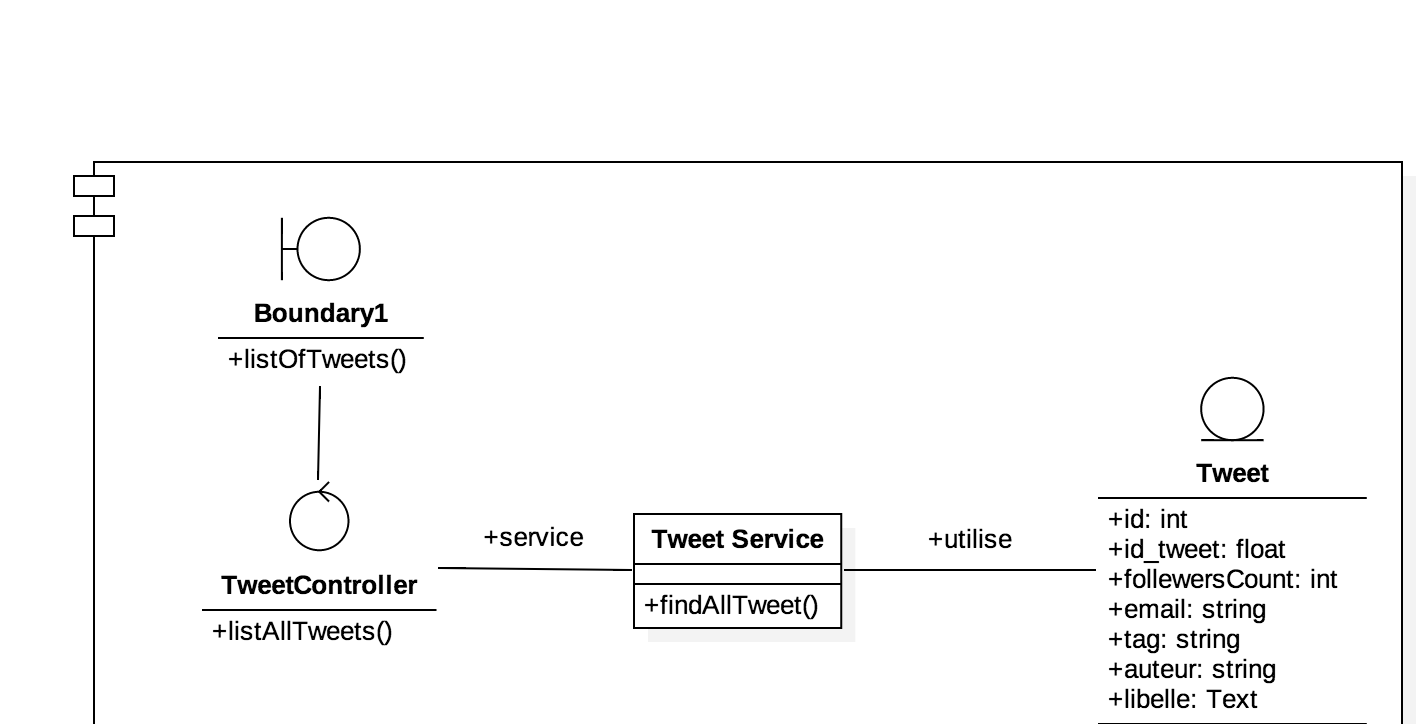 Boundary1
+listOfTweets()
TweetController
+listAllTweets()
+service
Tweet Service
+findAllTweet()
+utilise
Tweet
+id: int
+id_tweet: float
+follewersCount: int
+email: string
+tag: string
+auteur: string
+libelle: Text